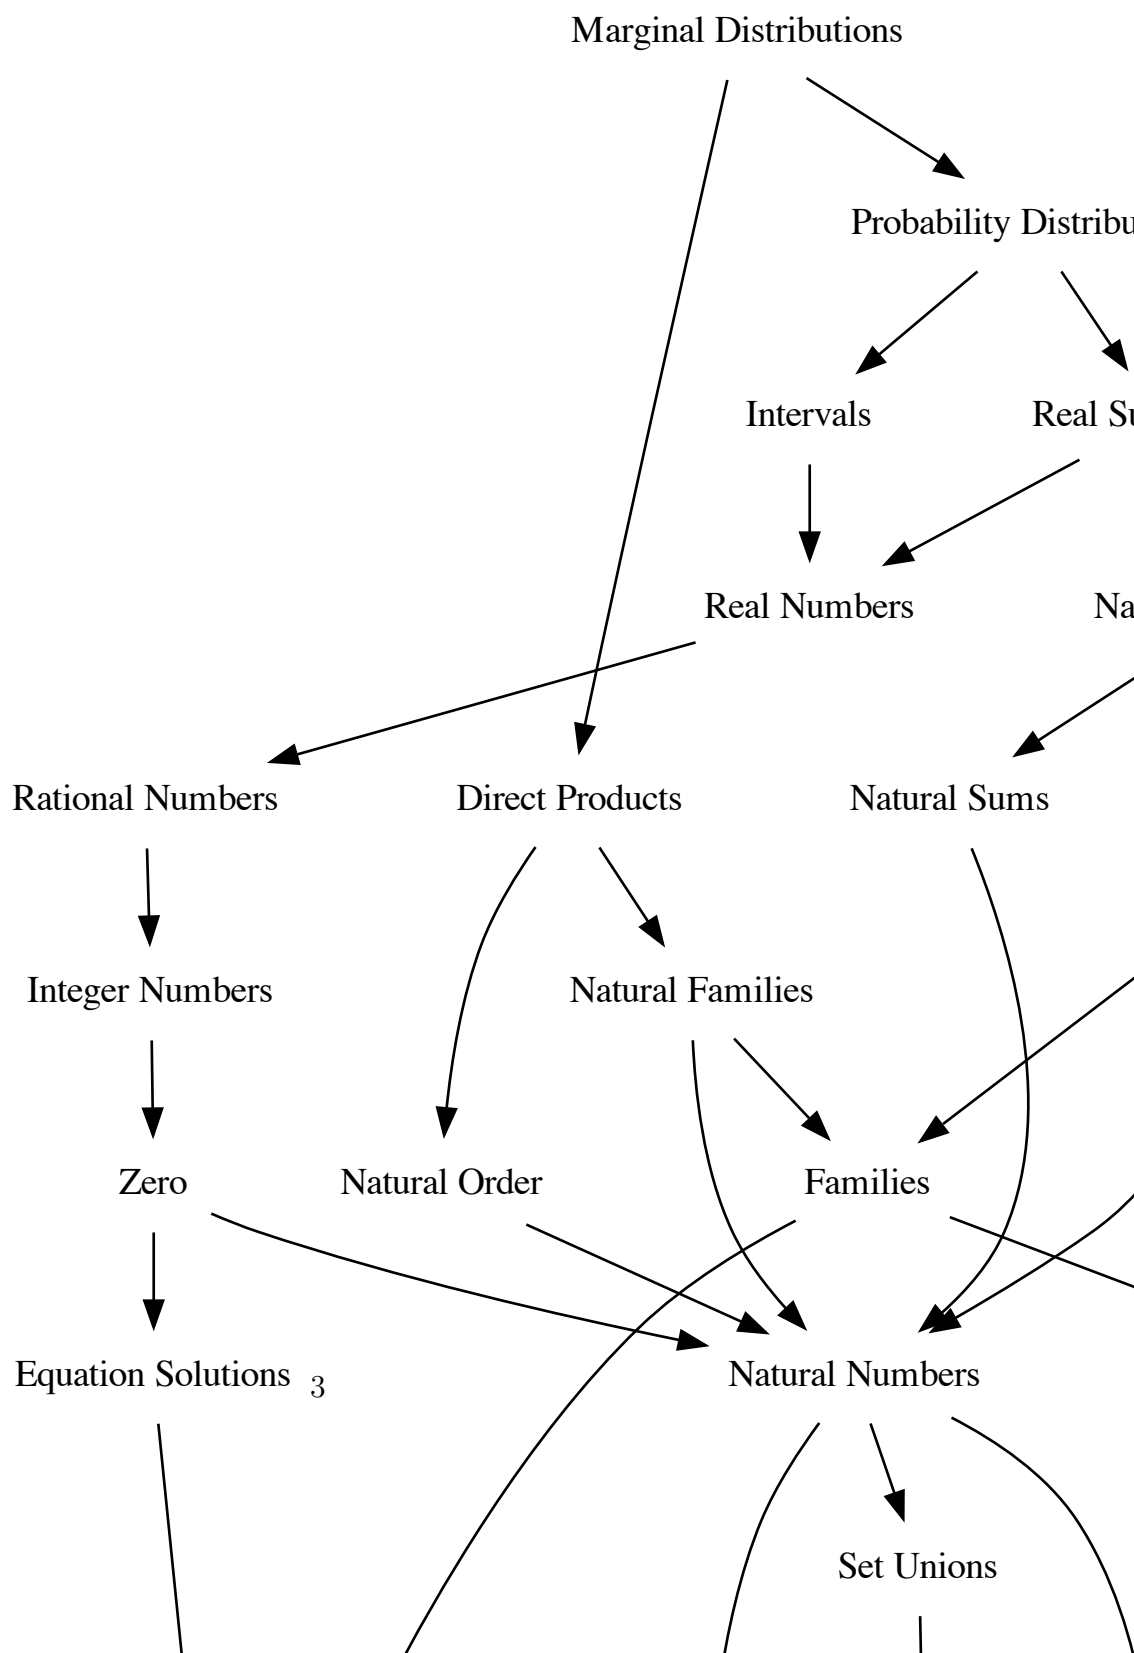 Marginal Distributions
Probability Distribu
Intervals
Real Su
Real Numbers
Na
Rational Numbers
Direct Products
Natural Sums
Integer Numbers
Natural Families
Zero
Natural Order
Families
Equation Solutions
3
Natural Numbers
Set Unions